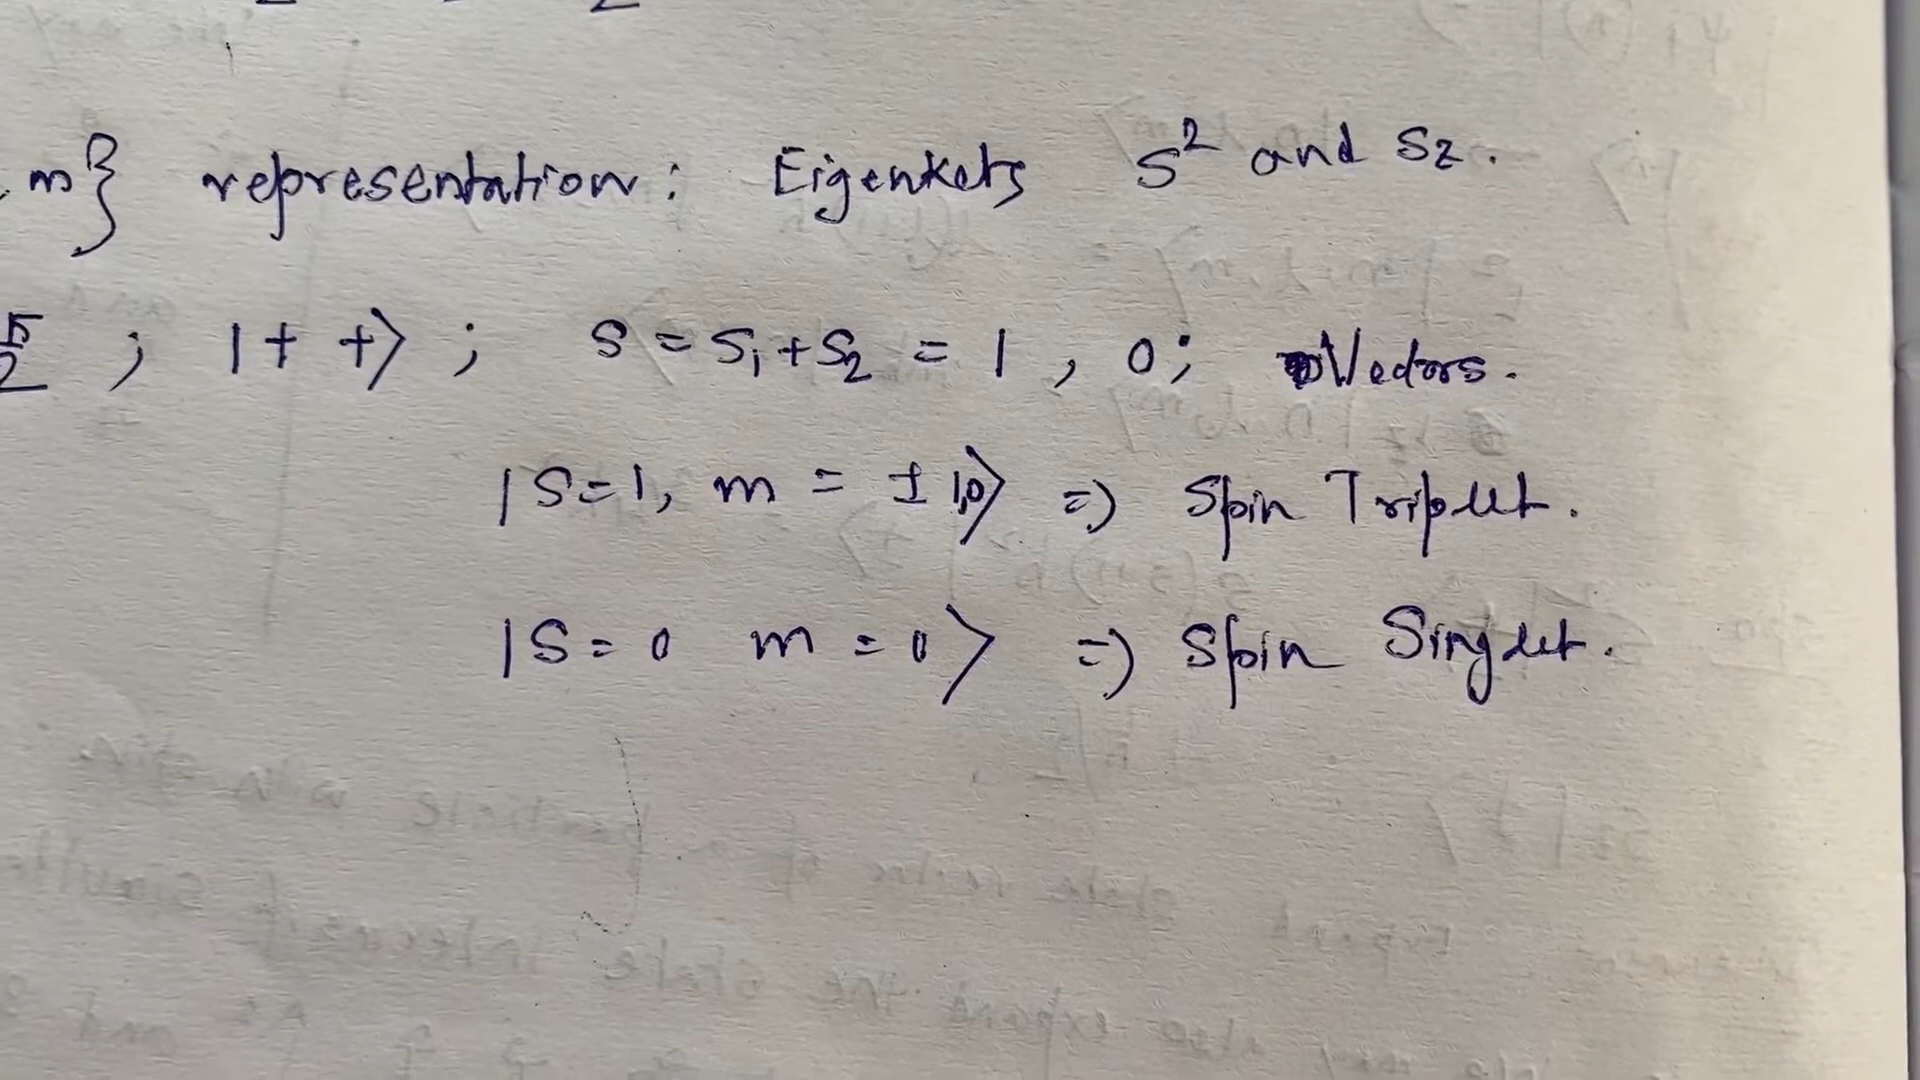 m} representation: Eigenkets S² and Sz.
ħ/2 ; |+ +⟩ ; S = S₁+S₂ = 1, 0; Vectors.
|S=1, m = ±1,0⟩ => Spin Triplet.
|S=0 m=0⟩ => Spin Singlet.